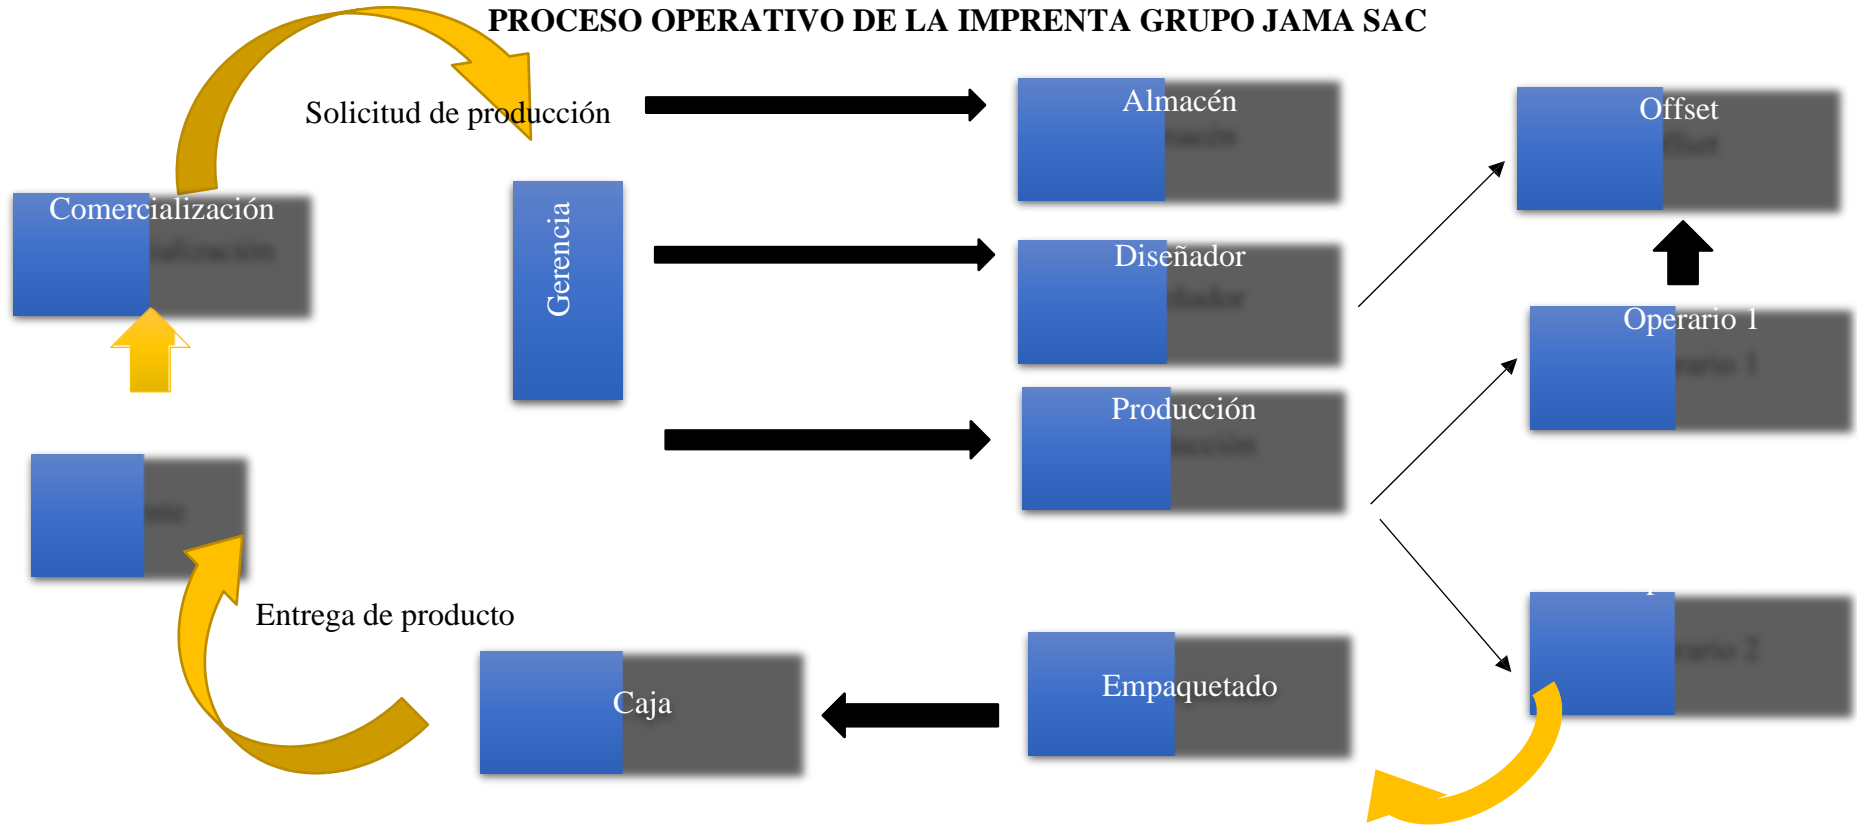 PROCESO OPERATIVO DE LA IMPRENTA GRUPO JAMA SAC
Solicitud de producción
Almacén
Offset
Comercialización
Gerencia
Diseñador
Operario 1
Producción
Entrega de producto
Empaquetado
Caja